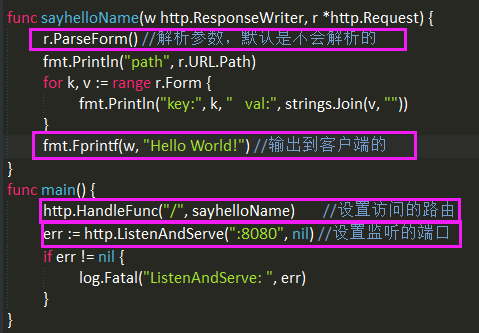 func sayhelloName(w http.ResponseWriter, r *http.Request) {
r.ParseForm() //解析参数，默认是不会解析的
fmt.Println("path", r.URL.Path)
for k, v := range r.Form {
fmt.Println("key:", k, "  val:", strings.Join(v, ""))
}
fmt.Fprintf(w, "Hello World!") //输出到客户端的
}
func main() {
http.HandleFunc("/", sayhelloName)    //设置访问的路由
err := http.ListenAndServe(":8080", nil) //设置监听的端口
if err != nil {
log.Fatal("ListenAndServe: ", err)
}
}